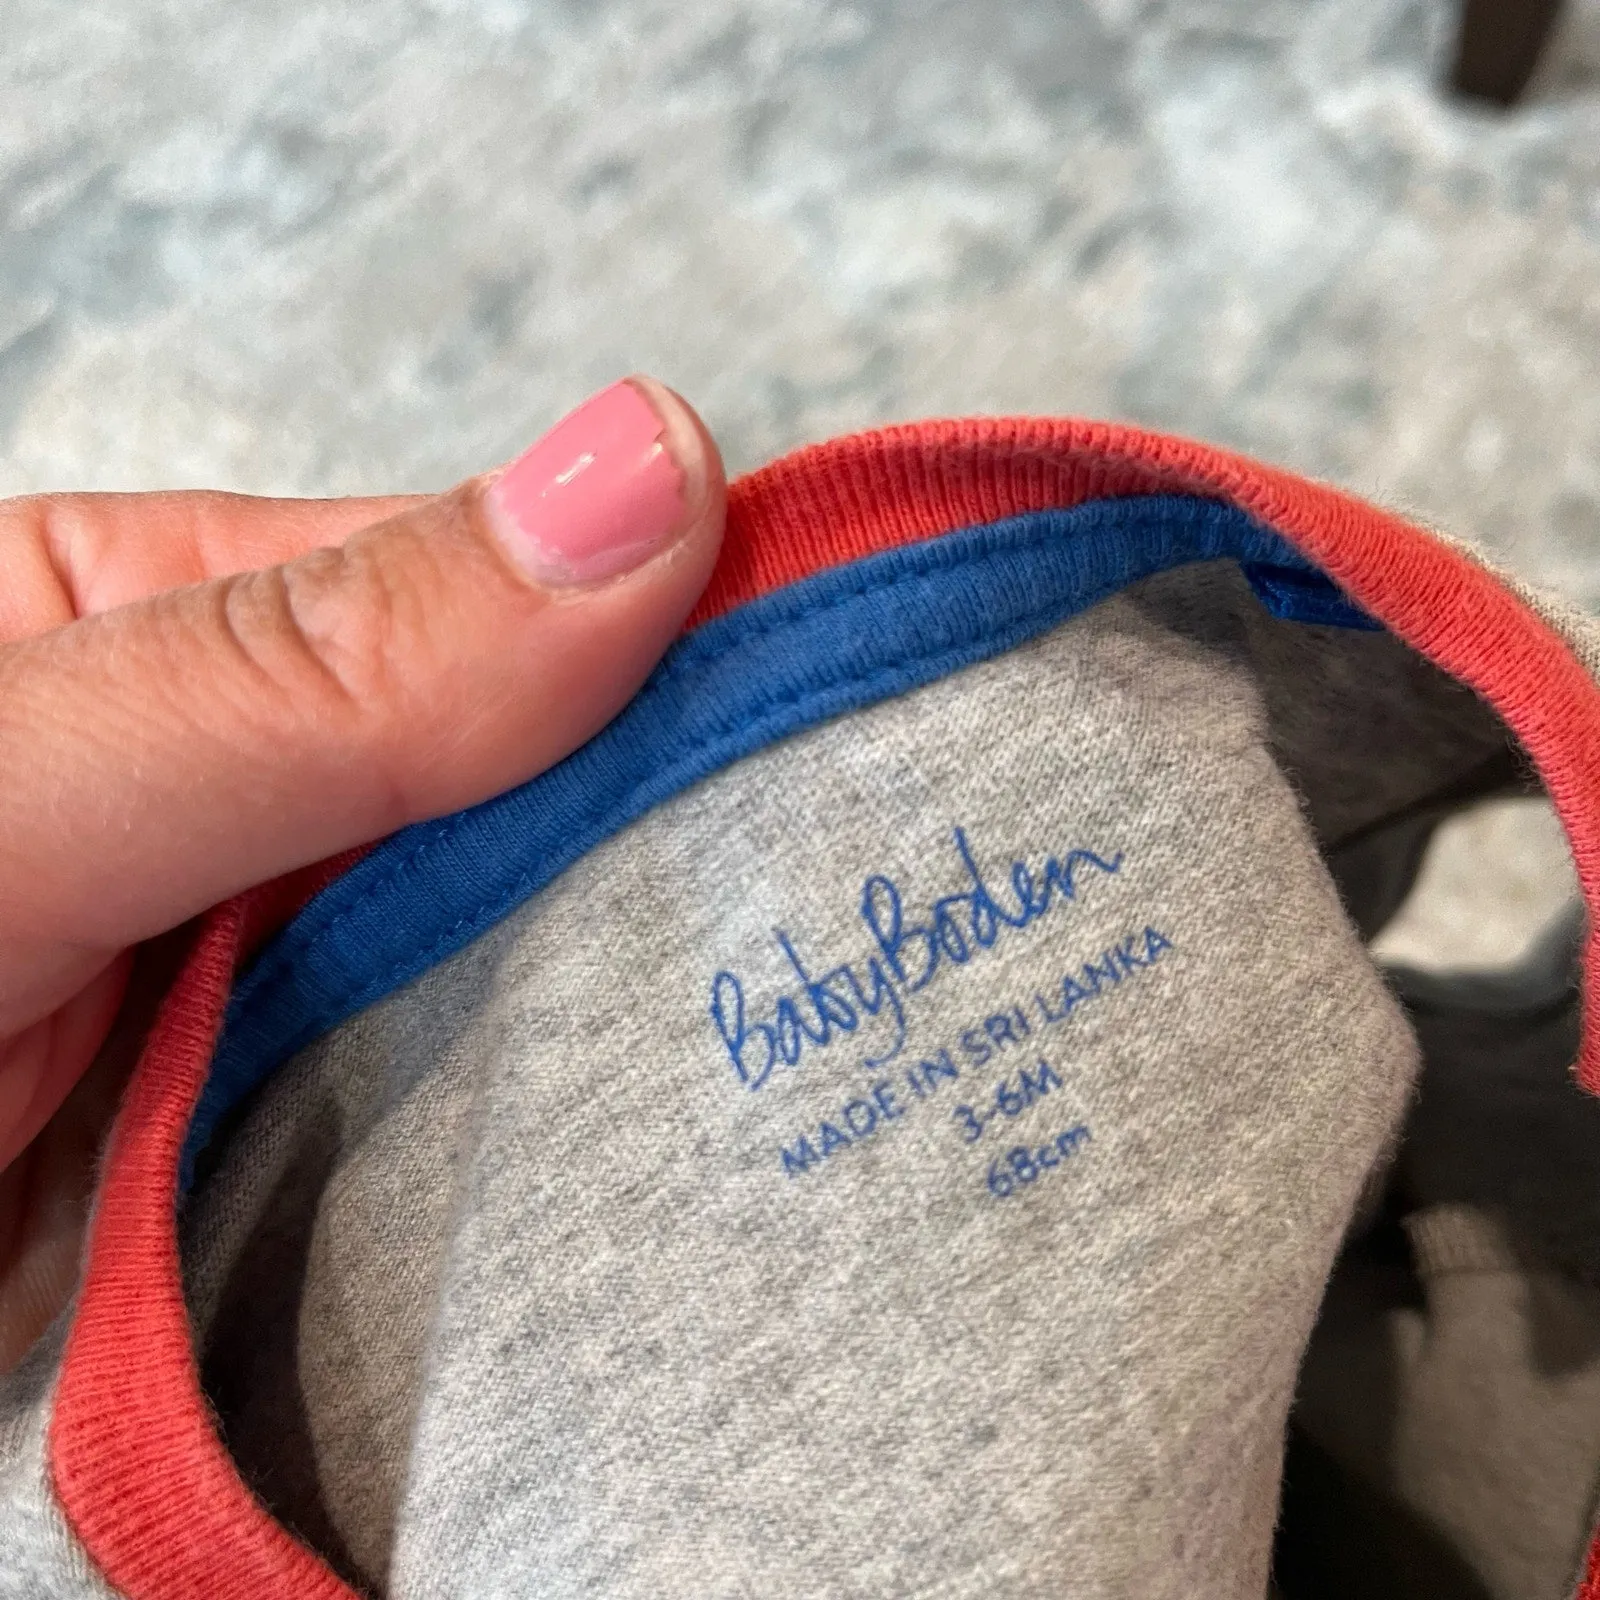 BabyBoden
MADE IN SRI LANKA
3-6M
68cm